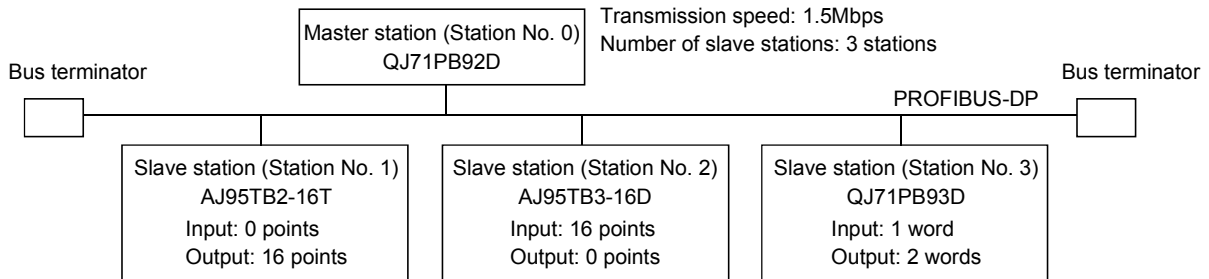 Master station (Station No. 0)
QJ71PB92D
Transmission speed: 1.5Mbps
Number of slave stations: 3 stations
Bus terminator
Bus terminator
PROFIBUS-DP
Slave station (Station No. 1)
AJ95TB2-16T
Input: 0 points
Output: 16 points
Slave station (Station No. 2)
AJ95TB3-16D
Input: 16 points
Output: 0 points
Slave station (Station No. 3)
QJ71PB93D
Input: 1 word
Output: 2 words